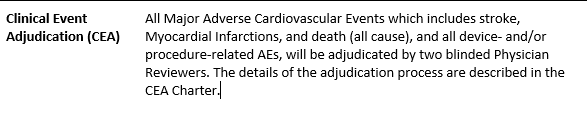 Clinical Event Adjudication (CEA)
All Major Adverse Cardiovascular Events which includes stroke,
Myocardial Infarctions, and death (all cause), and all device- and/or
procedure-related AEs, will be adjudicated by two blinded Physician
Reviewers. The details of the adjudication process are described in the
CEA Charter.